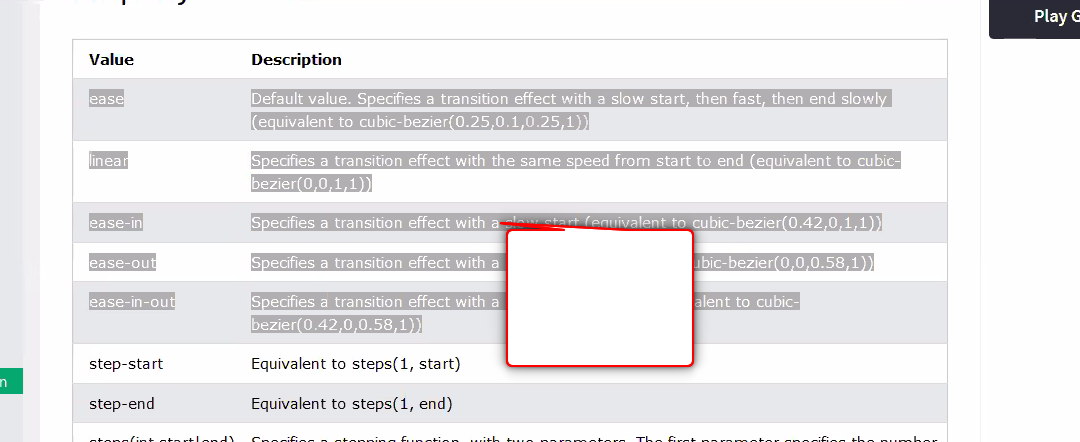 Play G
Value Description
ease Default value. Specifies a transition effect with a slow start, then fast, then end slowly
(equivalent to cubic-bezier(0.25,0.1,0.25,1))
linear Specifies a transition effect with the same speed from start to end (equivalent to cubic-
bezier(0,0,1,1))
ease-in Specifies a transition effect with a slow start (equivalent to cubic-bezier(0.42,0,1,1))
ease-out Specifies a transition effect with a ubic-bezier(0,0,0.58,1))
ease-in-out Specifies a transition effect with a alent to cubic-
bezier(0.42,0,0.58,1))
step-start Equivalent to steps(1, start)
n
step-end Equivalent to steps(1, end)
steps(int,start|end) Specifies a stepping function, with two parameters. The first parameter specifies the number